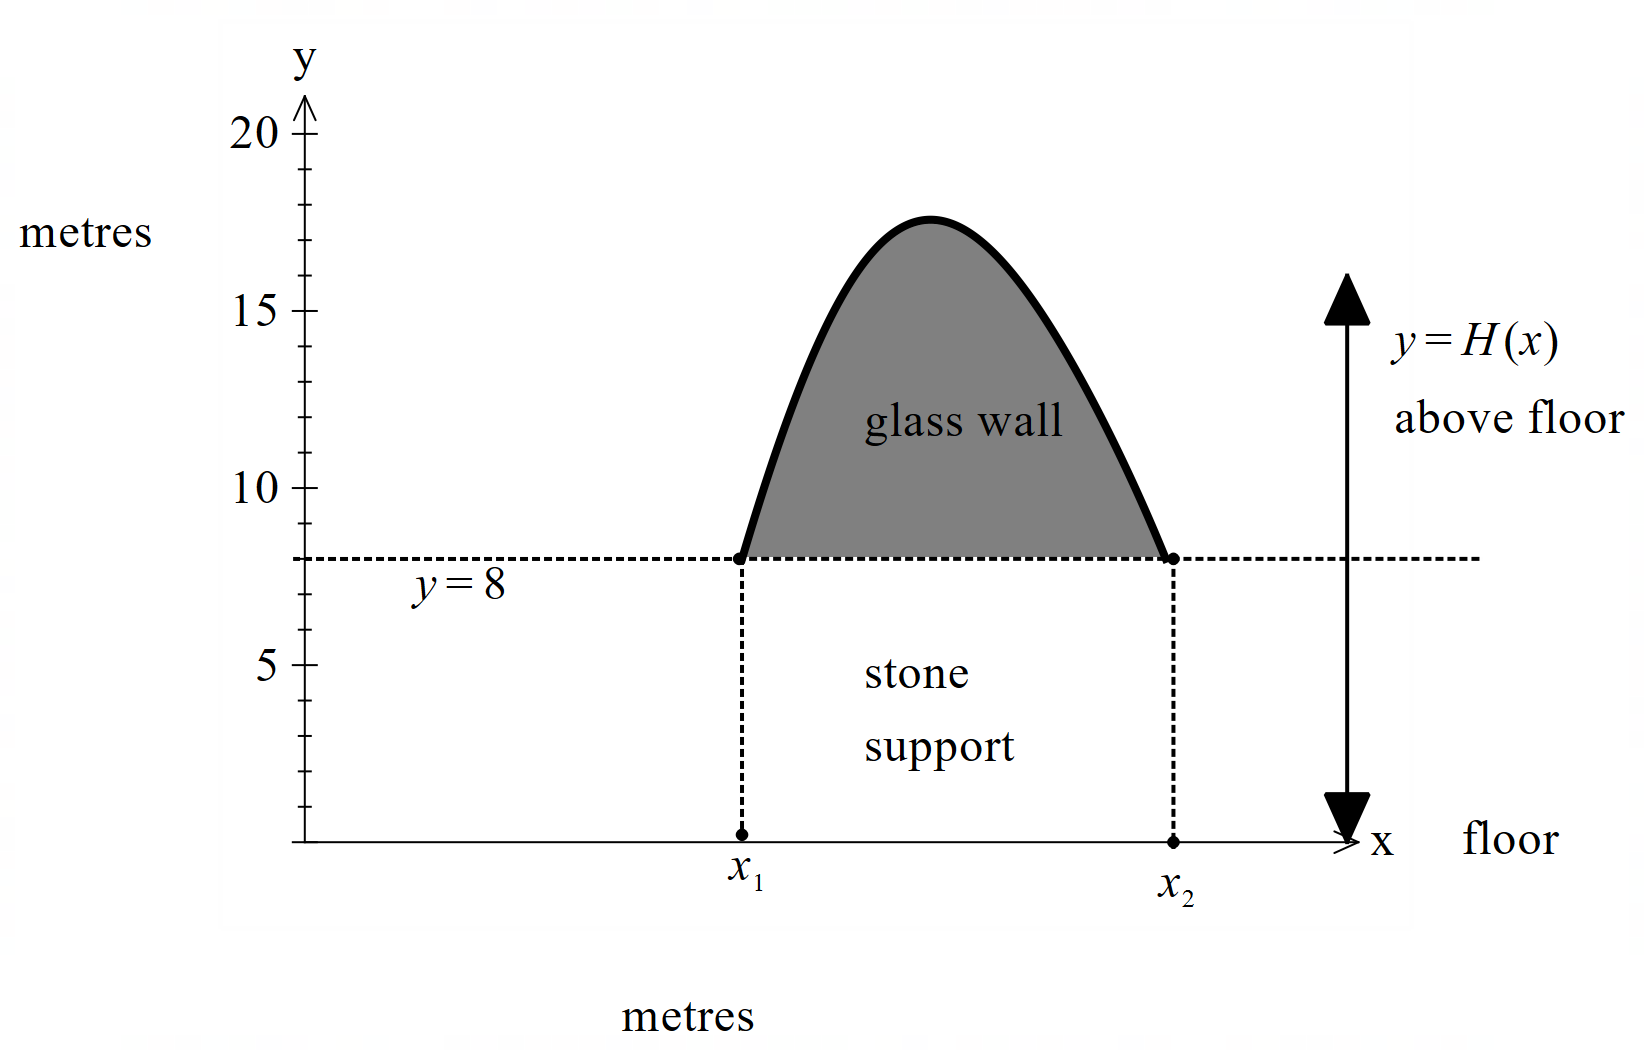 y
20
metres
15
y = H(x)
above floor
glass wall
10
y = 8
5
stone
support
x
floor
x₁
x₂
metres